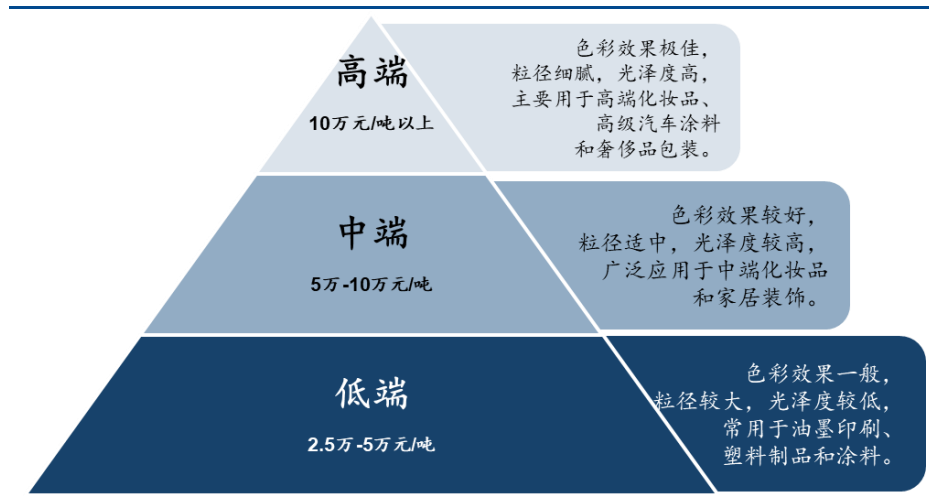 高端
10万元/吨以上
色彩效果极佳，
粒径细腻，光泽度高，
主要用于高端化妆品、
高级汽车涂料
和奢侈品包装。
中端
5万-10万元/吨
色彩效果较好，
粒径适中，光泽度较高，
广泛应用于中端化妆品
和家居装饰。
低端
2.5万-5万元/吨
色彩效果一般，
粒径较大，光泽度较低，
常用于油墨印刷、
塑料制品和涂料。